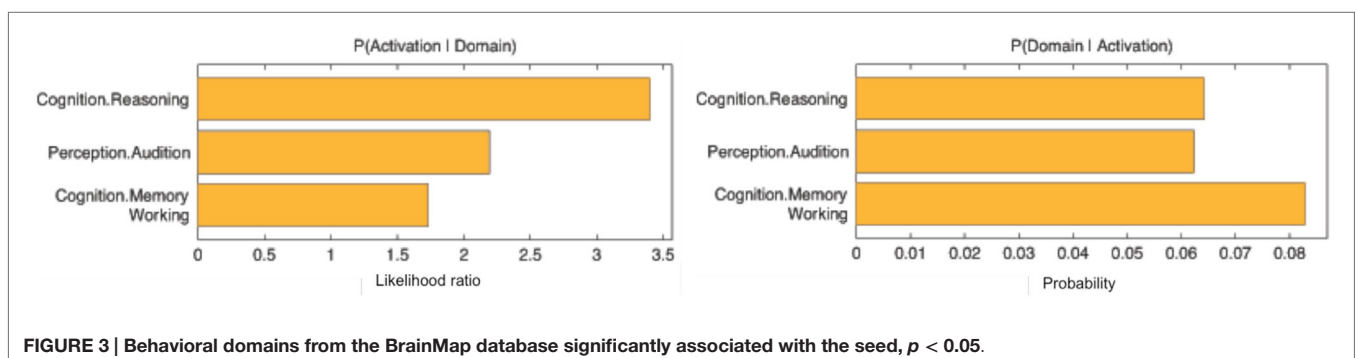 P(Activation | Domain)
Cognition.Reasoning
Perception.Audition
Cognition.Memory
Working
0 0.5 1 1.5 2 2.5 3 3.5
Likelihood ratio
P(Domain | Activation)
Cognition.Reasoning
Perception.Audition
Cognition.Memory
Working
0 0.01 0.02 0.03 0.04 0.05 0.06 0.07 0.08
Probability
FIGURE 3 | Behavioral domains from the BrainMap database significantly associated with the seed, p < 0.05.